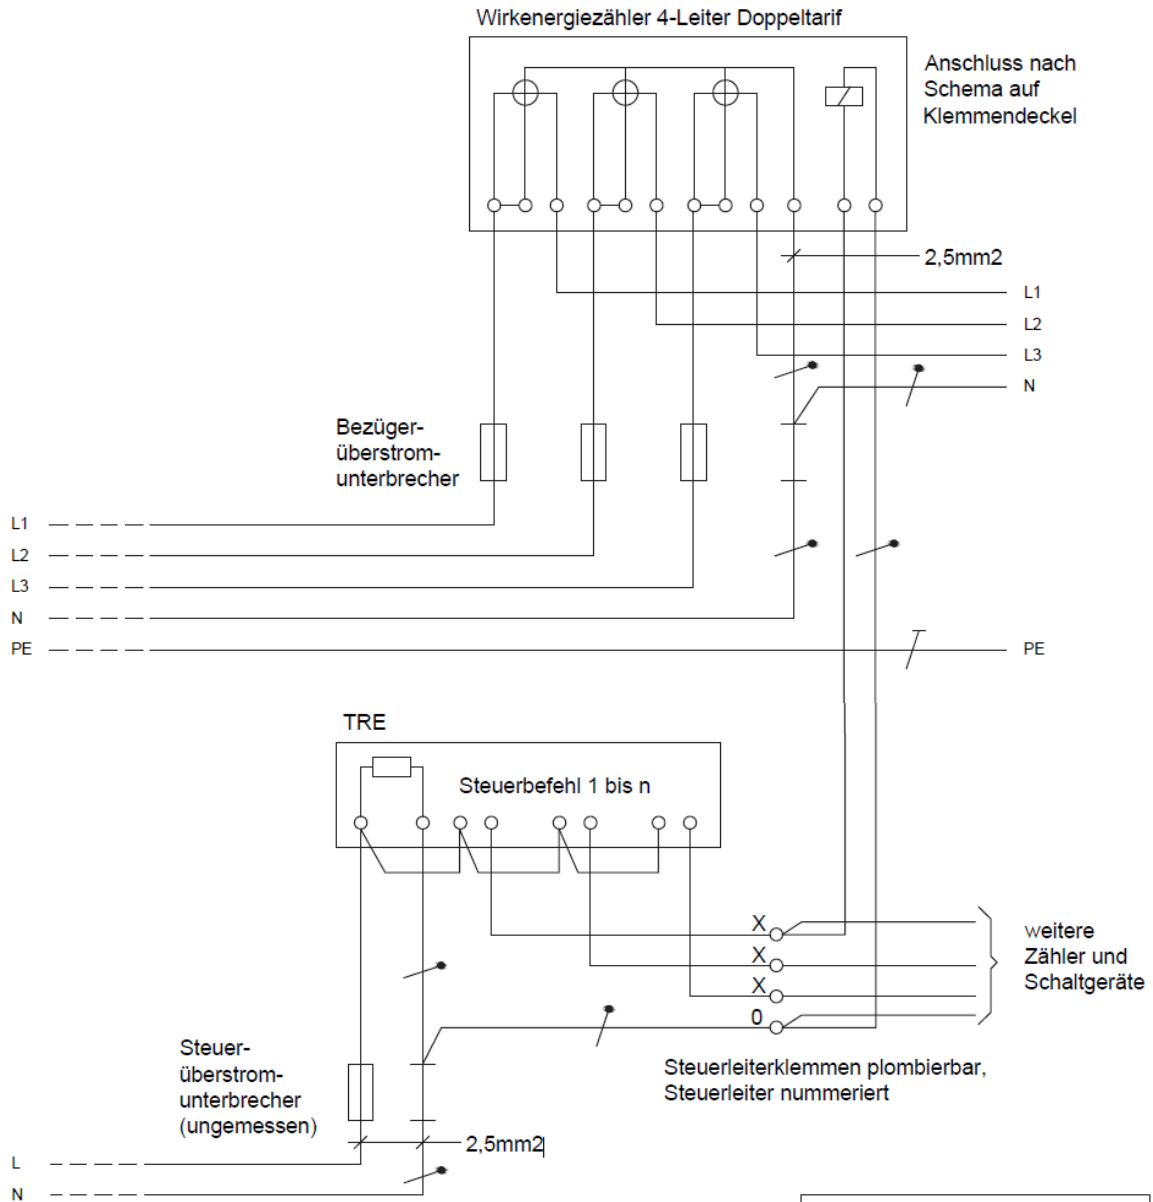 Wirkenergiezähler 4-Leiter Doppeltarif
Anschluss nach
Schema auf
Klemmendeckel
2,5mm2
L1
L2
L3
N
Bezüger-
überstrom-
unterbrecher
L1
L2
L3
N
PE
PE
TRE
Steuerbefehl 1 bis n
X
X
X
0
weitere
Zähler und
Schaltgeräte
Steuer-
überstrom-
unterbrecher
(ungemessen)
Steuerleiterklemmen plombierbar,
Steuerleiter nummeriert
2,5mm2
L
N